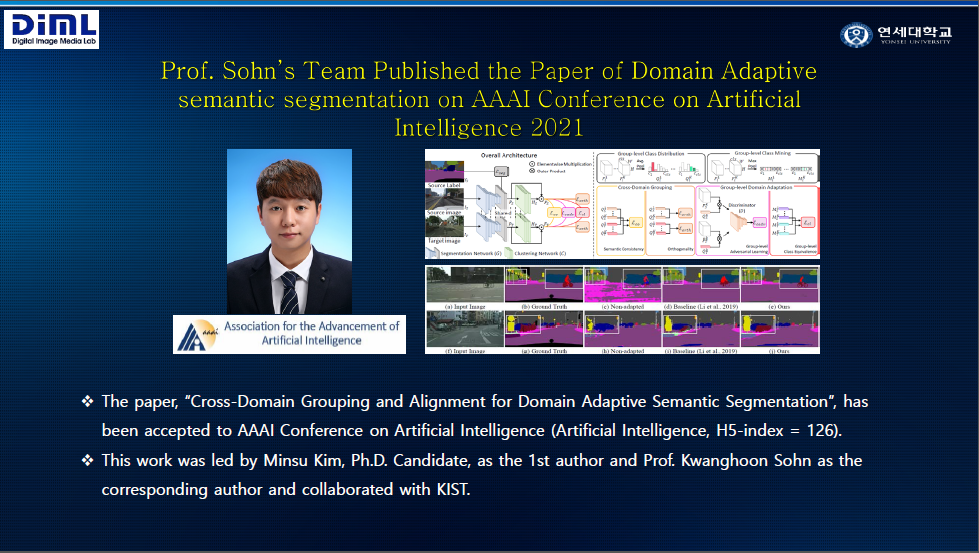 DiML
Digital Image Media Lab
연세대학교
YONSEI UNIVERSITY
Prof. Sohn's Team Published the Paper of Domain Adaptive
semantic segmentation on AAAI Conference on Artificial
Intelligence 2021
Overall Architecture
Elementwise Multiplication
Outer Product
Source Label
Source image
Target image
Shared
Segmentation Network (G)
Clustering Network (C)
Group-level Class Distribution
Group-level Class Mining
Cross-Domain Grouping
Group-level Domain Adaptation
Discriminator
(D)
Semantic Consistency
Orthogonality
Group-level
Adversarial Learning
Group-level
Class Equivalence
(a) Input Image
(b) Ground Truth
(c) Non-adapted
(d) Baseline (Li et al. 2019)
(e) Ours
(f) Input Image
(g) Ground Truth
(h) Non-adapted
(i) Baseline (Li et al. 2019)
(j) Ours
aaai
Association for the Advancement of
Artificial Intelligence
❖ The paper, "Cross-Domain Grouping and Alignment for Domain Adaptive Semantic Segmentation", has
been accepted to AAAI Conference on Artificial Intelligence (Artificial Intelligence, H5-index = 126).
❖ This work was led by Minsu Kim, Ph.D. Candidate, as the 1st author and Prof. Kwanghoon Sohn as the
corresponding author and collaborated with KIST.